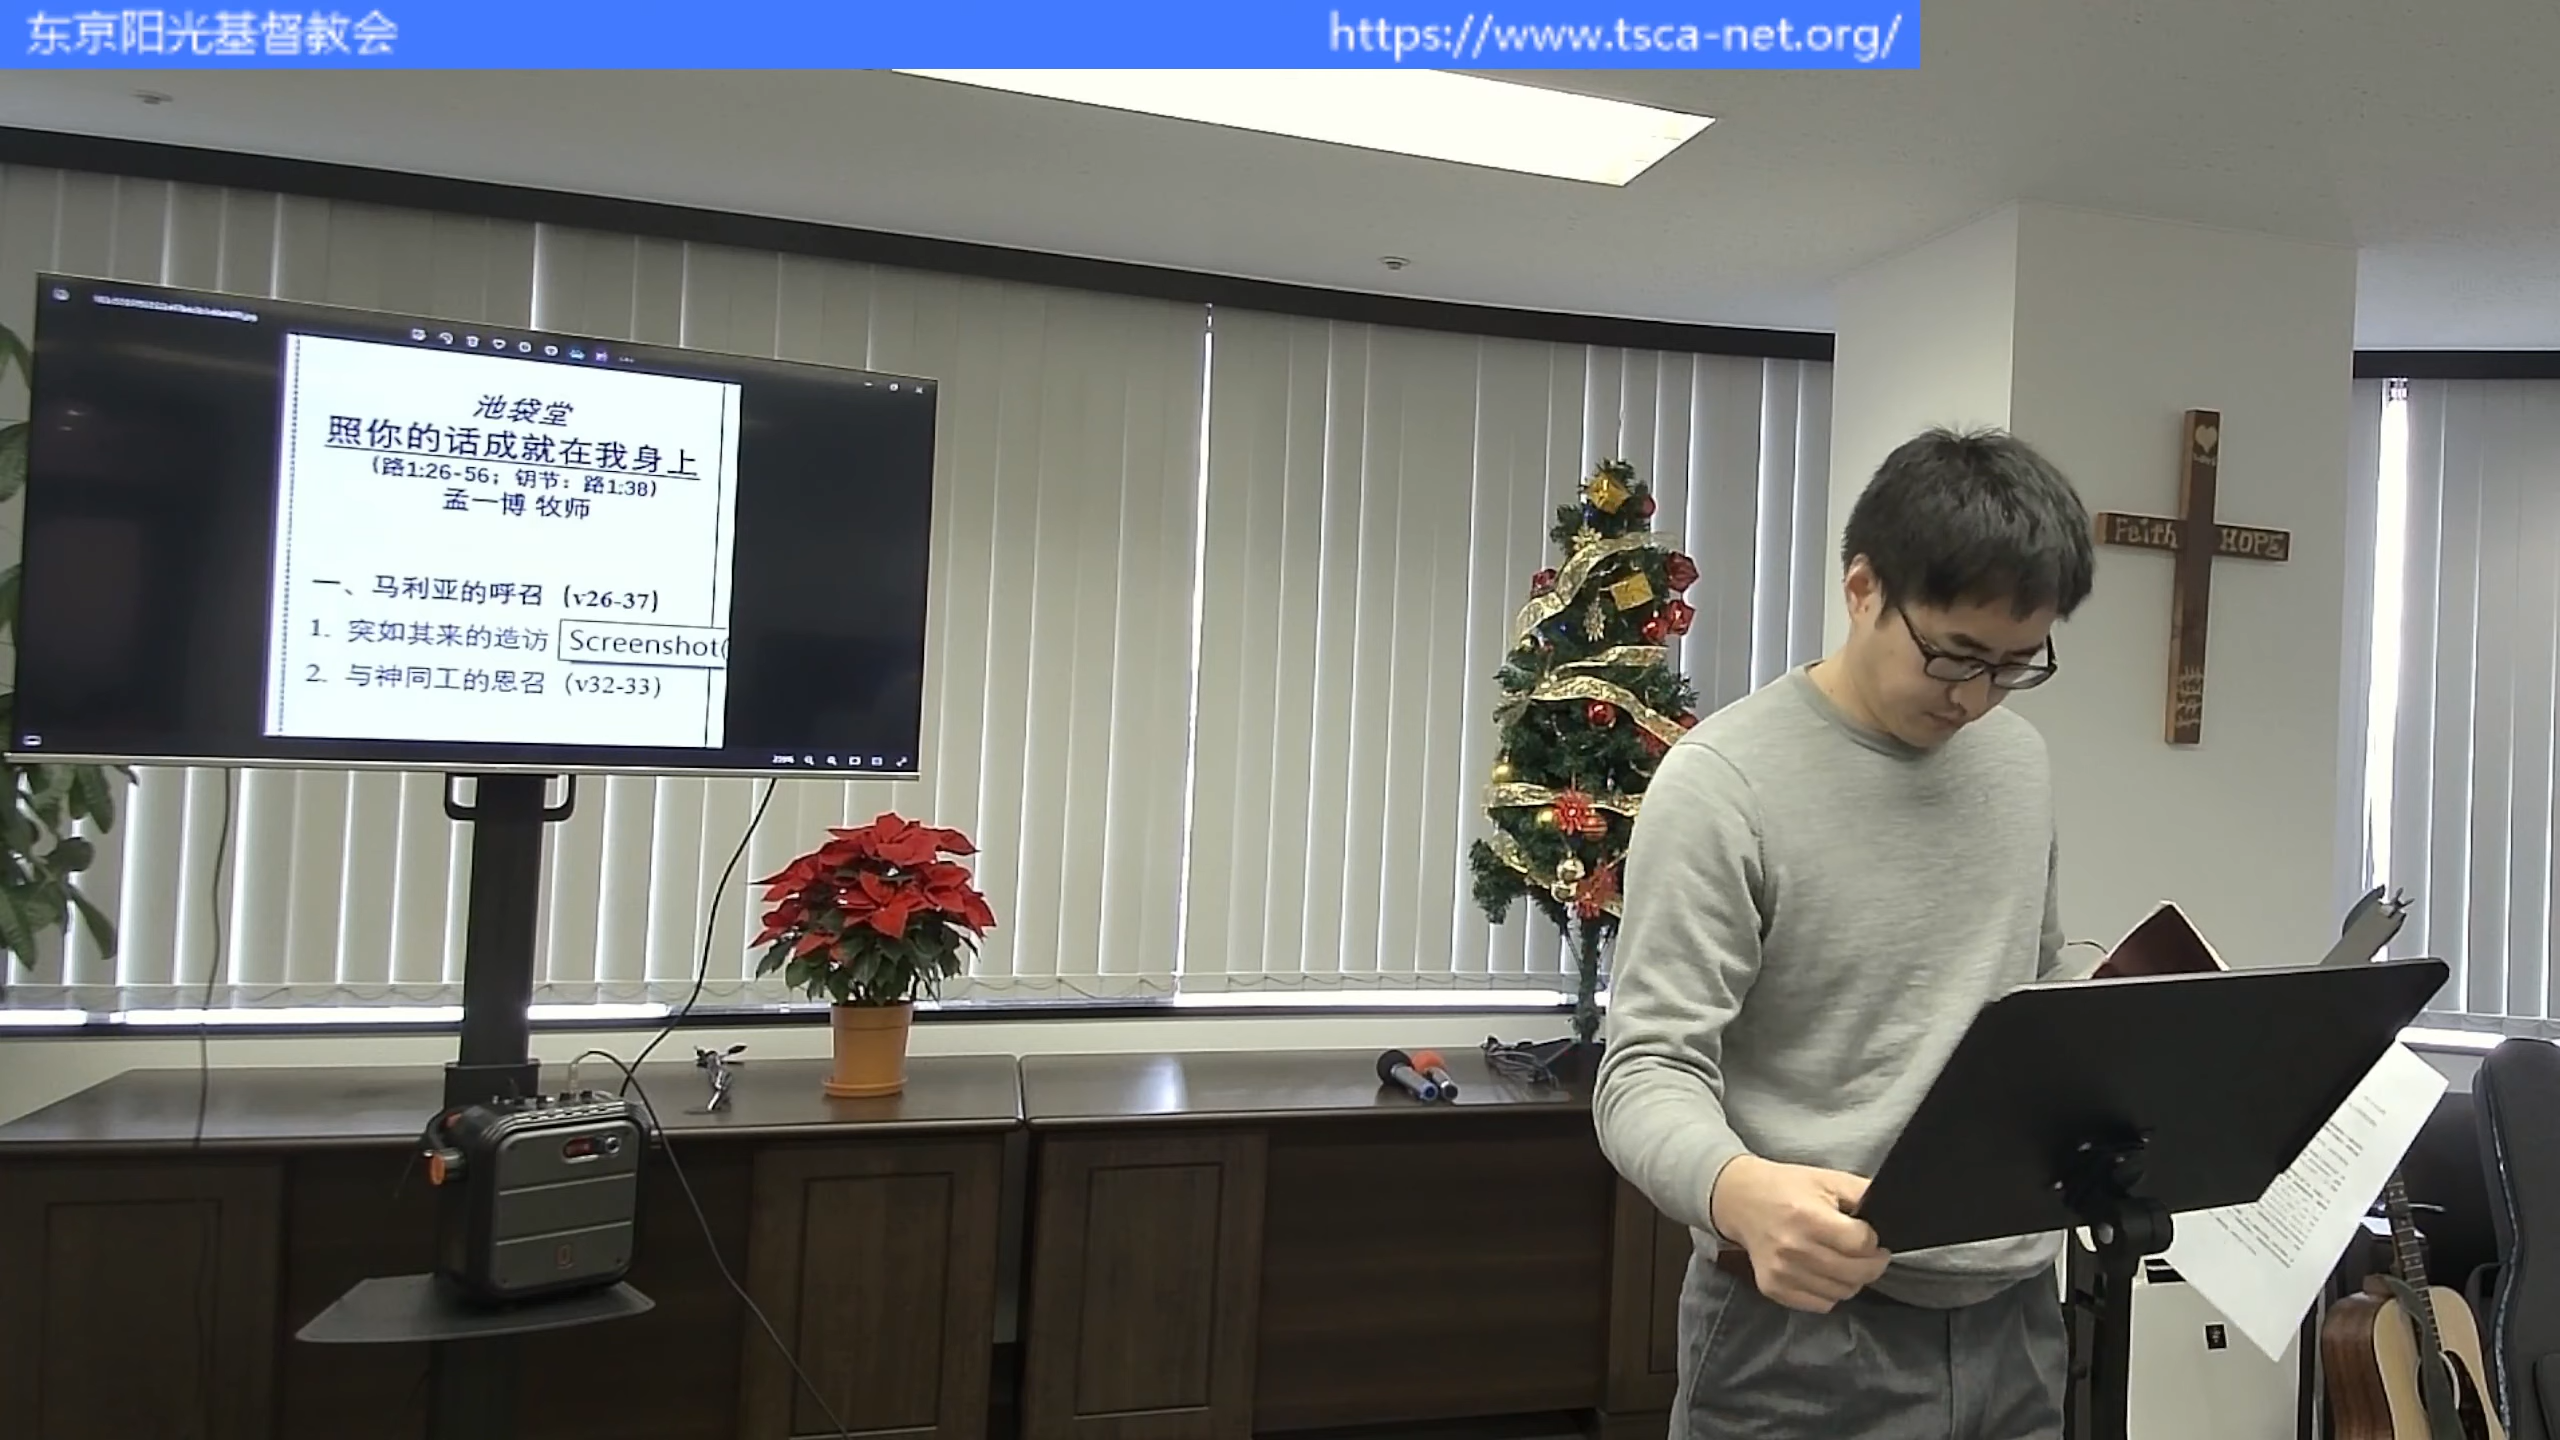 东京阳光基督教会
https://www.tsca-net.org/
池袋堂
照你的话成就在我身上
(路1:26-56；钥节：路1:38)
孟一博 牧师
一、马利亚的呼召 (v26-37)
1. 突如其来的造访 Screenshot(
2. 与神同工的恩召 (v32-33)
Faith HOPE